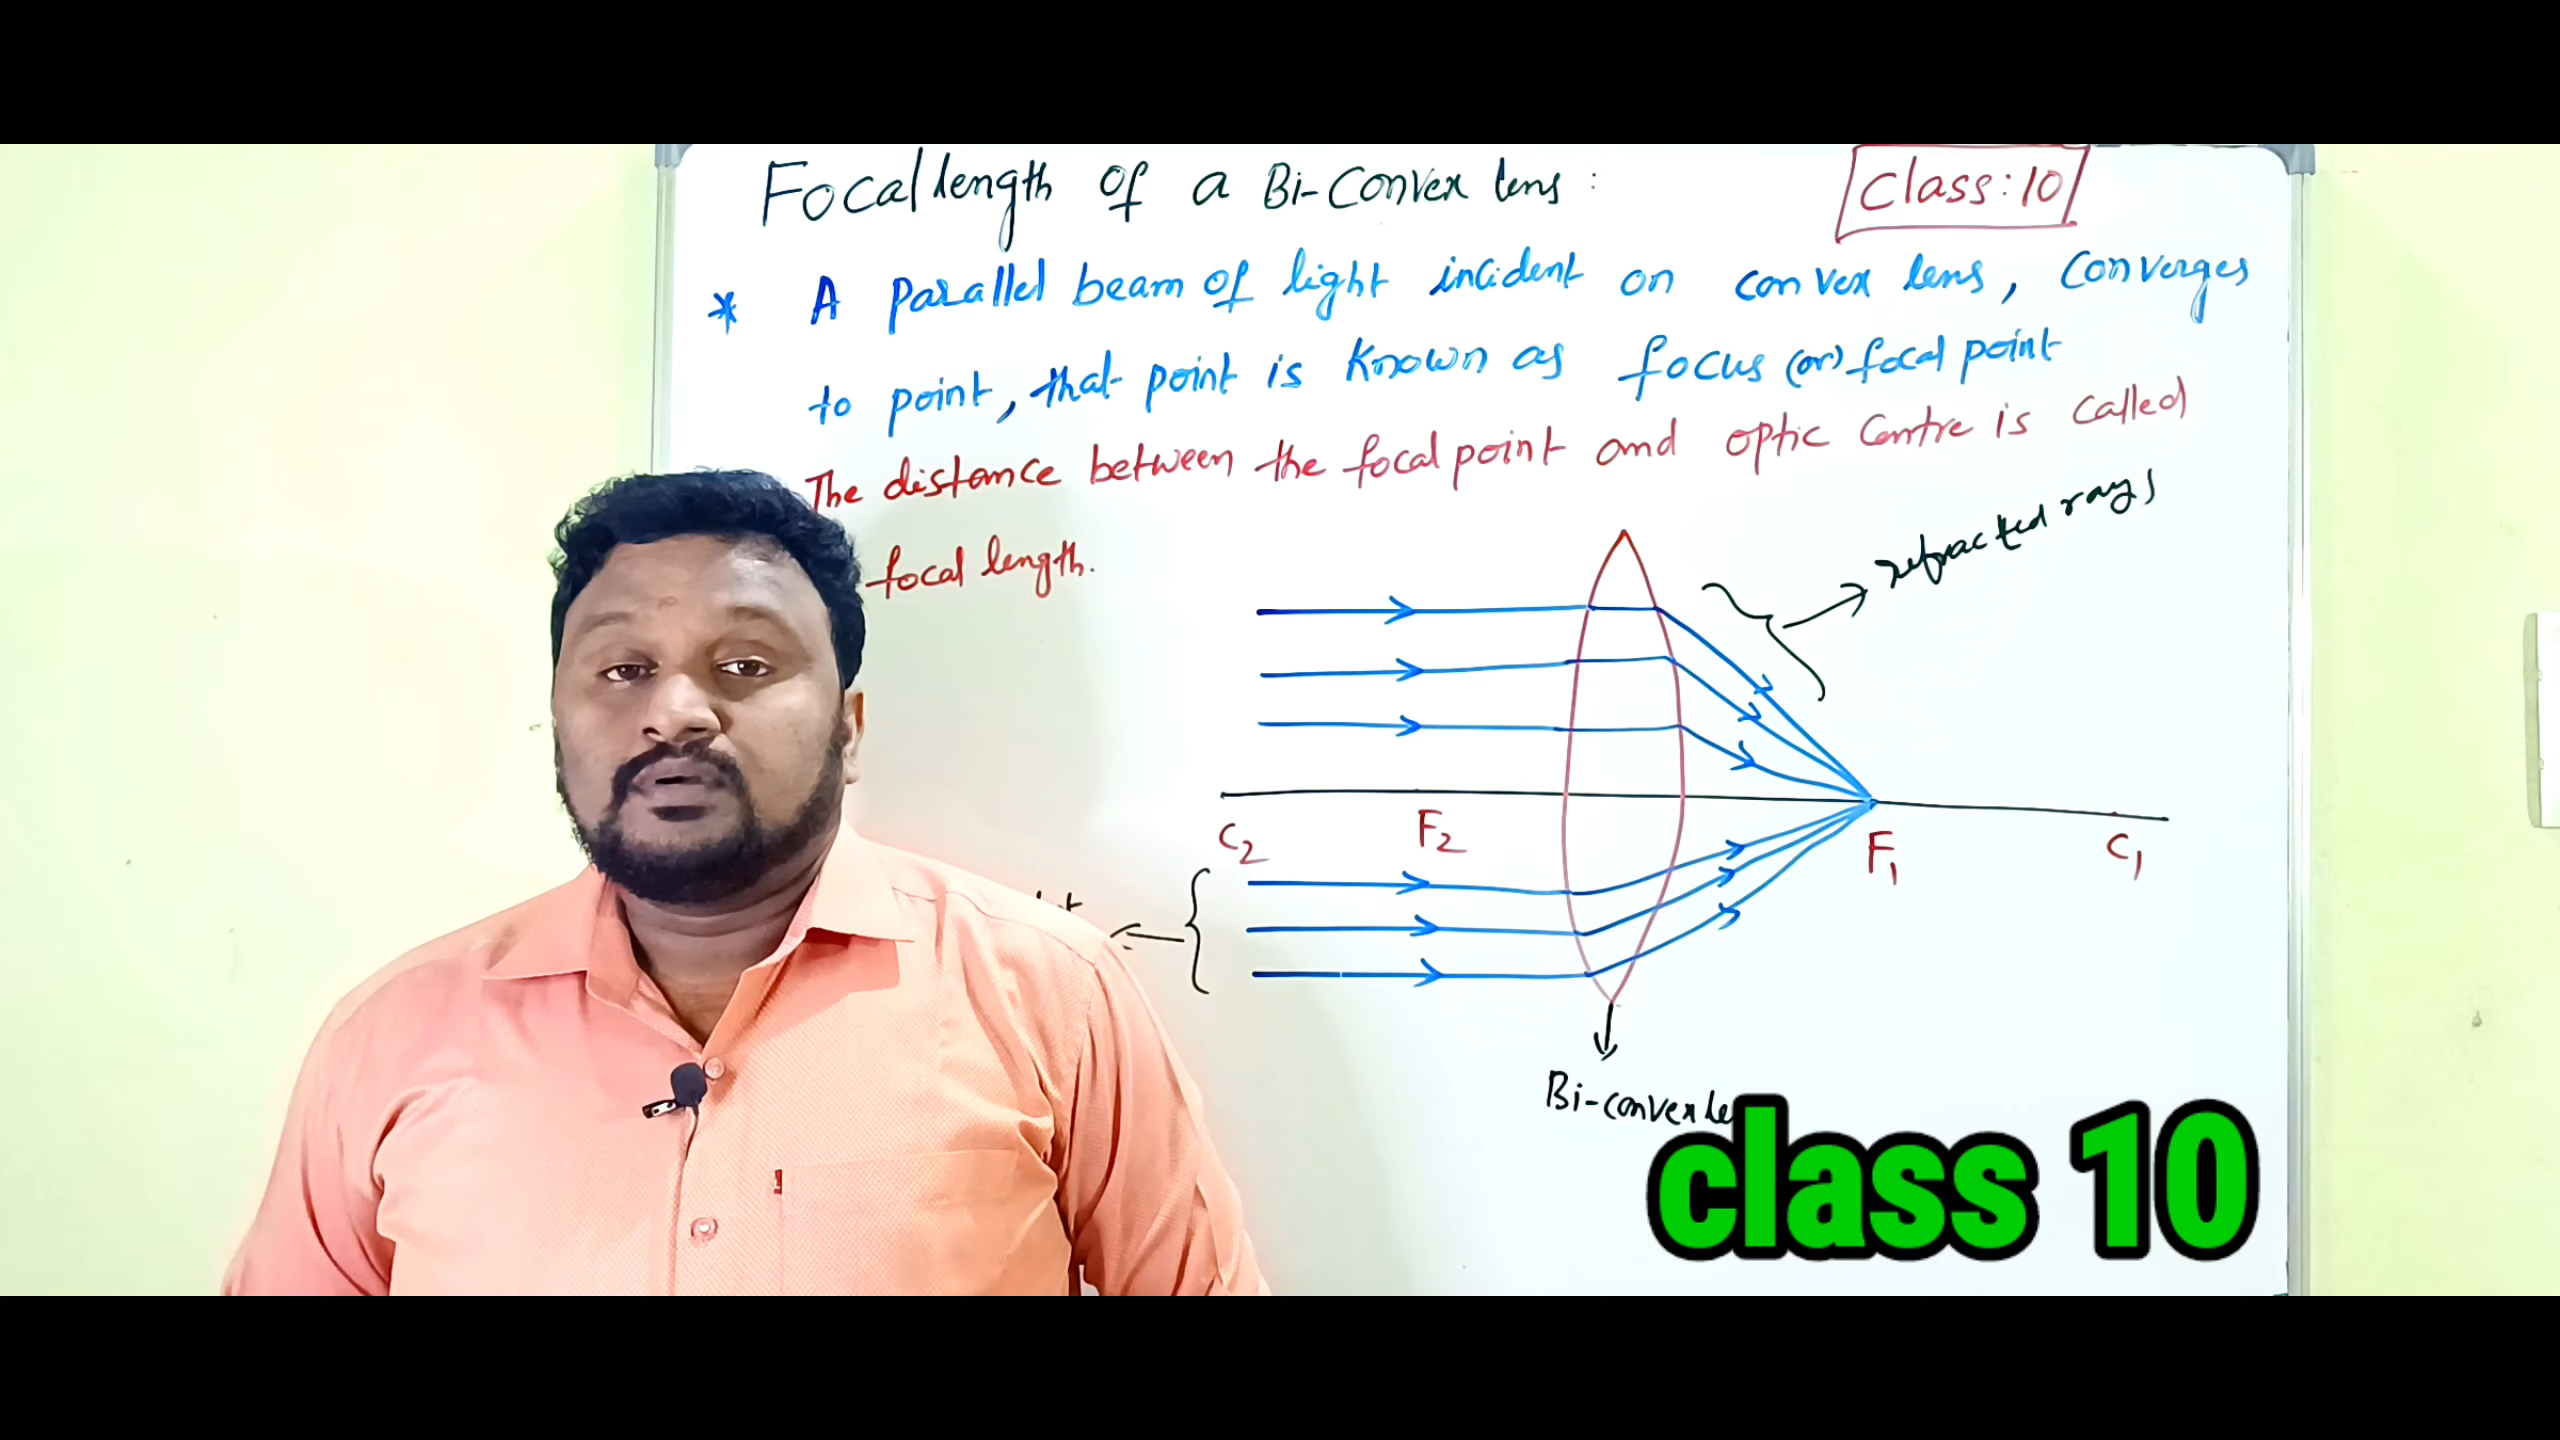 Focal length of a Bi-Convex lens :
Class:10
* A parallel beam of light incident on convex lens, converges
to point, that point is known as focus (or) focal point
The distance between the focal point and optic centre is called
focal length.
refracted rays
C2 F2 F1 C1
Bi-convex le
class 10